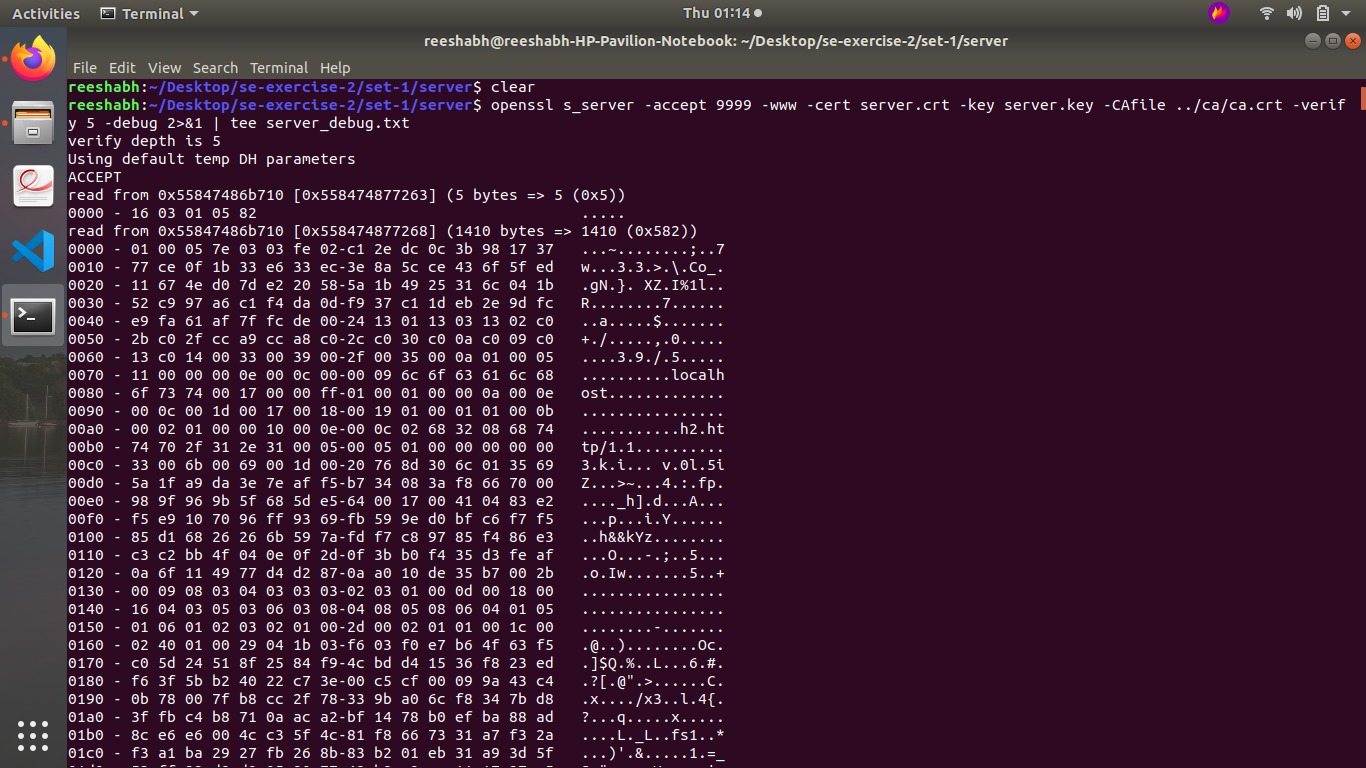 Activities Terminal Thu 01:14
reeshabh@reeshabh-HP-Pavilion-Notebook: ~/Desktop/se-exercise-2/set-1/server
File Edit View Search Terminal Help
reeshabh:~/Desktop/se-exercise-2/set-1/server$ clear
reeshabh:~/Desktop/se-exercise-2/set-1/server$ openssl s_server -accept 9999 -www -cert server.crt -key server.key -CAfile ../ca/ca.crt -verif
y 5 -debug 2>&1 | tee server_debug.txt
verify depth is 5
Using default temp DH parameters
ACCEPT
read from 0x55847486b710 [0x558474877263] (5 bytes => 5 (0x5))
0000 - 16 03 01 05 82 .....
read from 0x55847486b710 [0x558474877268] (1410 bytes => 1410 (0x582))
0000 - 01 00 05 7e 03 03 fe 02-c1 2e dc 0c 3b 98 17 37 ...~........;..7
0010 - 77 ce 0f 1b 33 e6 33 ec-3e 8a 5c ce 43 6f 5f ed w...3.3.>.\.Co_.
0020 - 11 67 4e d0 7d e2 20 58-5a 1b 49 25 31 6c 04 1b .gN.}. XZ.I%1l..
0030 - 52 c9 97 a6 c1 f4 da 0d-f9 37 c1 1d eb 2e 9d fc R........7......
0040 - e9 fa 61 af 7f fc de 00-24 13 01 13 03 13 02 c0 ..a.....$.......
0050 - 2b c0 2f cc a9 cc a8 c0-2c c0 30 c0 0a c0 09 c0 +./.....,.0.....
0060 - 13 c0 14 00 33 00 39 00-2f 00 35 00 0a 01 00 05 ....3.9./.5.....
0070 - 11 00 00 00 0e 00 0c 00-00 09 6c 6f 63 61 6c 68 ..........localh
0080 - 6f 73 74 00 17 00 00 ff-01 00 01 00 00 0a 00 0e ost.............
0090 - 00 0c 00 1d 00 17 00 18-00 19 01 00 01 01 00 0b ................
00a0 - 00 02 01 00 00 10 00 0e-00 0c 02 68 32 08 68 74 ...........h2.ht
00b0 - 74 70 2f 31 2e 31 00 05-00 05 01 00 00 00 00 00 tp/1.1..........
00c0 - 33 00 6b 00 69 00 1d 00-20 76 8d 30 6c 01 35 69 3.k.i... v.0l.5i
00d0 - 5a 1f a9 da 3e 7e af f5-b7 34 08 3a f8 66 70 00 Z...>~...4.:.fp.
00e0 - 98 9f 96 9b 5f 68 5d e5-64 00 17 00 41 04 83 e2 ...._h].d...A...
00f0 - f5 e9 10 70 96 ff 93 69-fb 59 9e d0 bf c6 f7 f5 ...p...i.Y......
0100 - 85 d1 68 26 26 6b 59 7a-fd f7 c8 97 85 f4 86 e3 ..h&&kYz........
0110 - c3 c2 bb 4f 04 0e 0f 2d-0f 3b b0 f4 35 d3 fe af ...O...-.;..5...
0120 - 0a 6f 11 49 77 d4 d2 87-0a a0 10 de 35 b7 00 2b .o.Iw.......5..+
0130 - 00 09 08 03 04 03 03 03-02 03 01 00 0d 00 18 00 ................
0140 - 16 04 03 05 03 06 03 08-04 08 05 08 06 04 01 05 ................
0150 - 01 06 01 02 03 02 01 00-2d 00 02 01 01 00 1c 00 ........-.......
0160 - 02 40 01 00 29 04 1b 03-f6 03 f0 e7 b6 4f 63 f5 .@..)........Oc.
0170 - c0 5d 24 51 8f 25 84 f9-4c bd d4 15 36 f8 23 ed .]$Q.%..L...6.#.
0180 - f6 3f 5b b2 40 22 c7 3e-00 c5 cf 00 09 9a 43 c4 .?[.@".>......C.
0190 - 0b 78 00 7f b8 cc 2f 78-33 9b a0 6c f8 34 7b d8 .x..../x3..l.4{.
01a0 - 3f fb c4 b8 71 0a ac a2-bf 14 78 b0 ef ba 88 ad ?...q.....x.....
01b0 - 8c e6 e6 00 4c c3 5f 4c-81 f8 66 73 31 a7 f3 2a ....L._L..fs1..*
01c0 - f3 a1 ba 29 27 fb 26 8b-83 b2 01 eb 31 a9 3d 5f ...)'.&.....1.=_